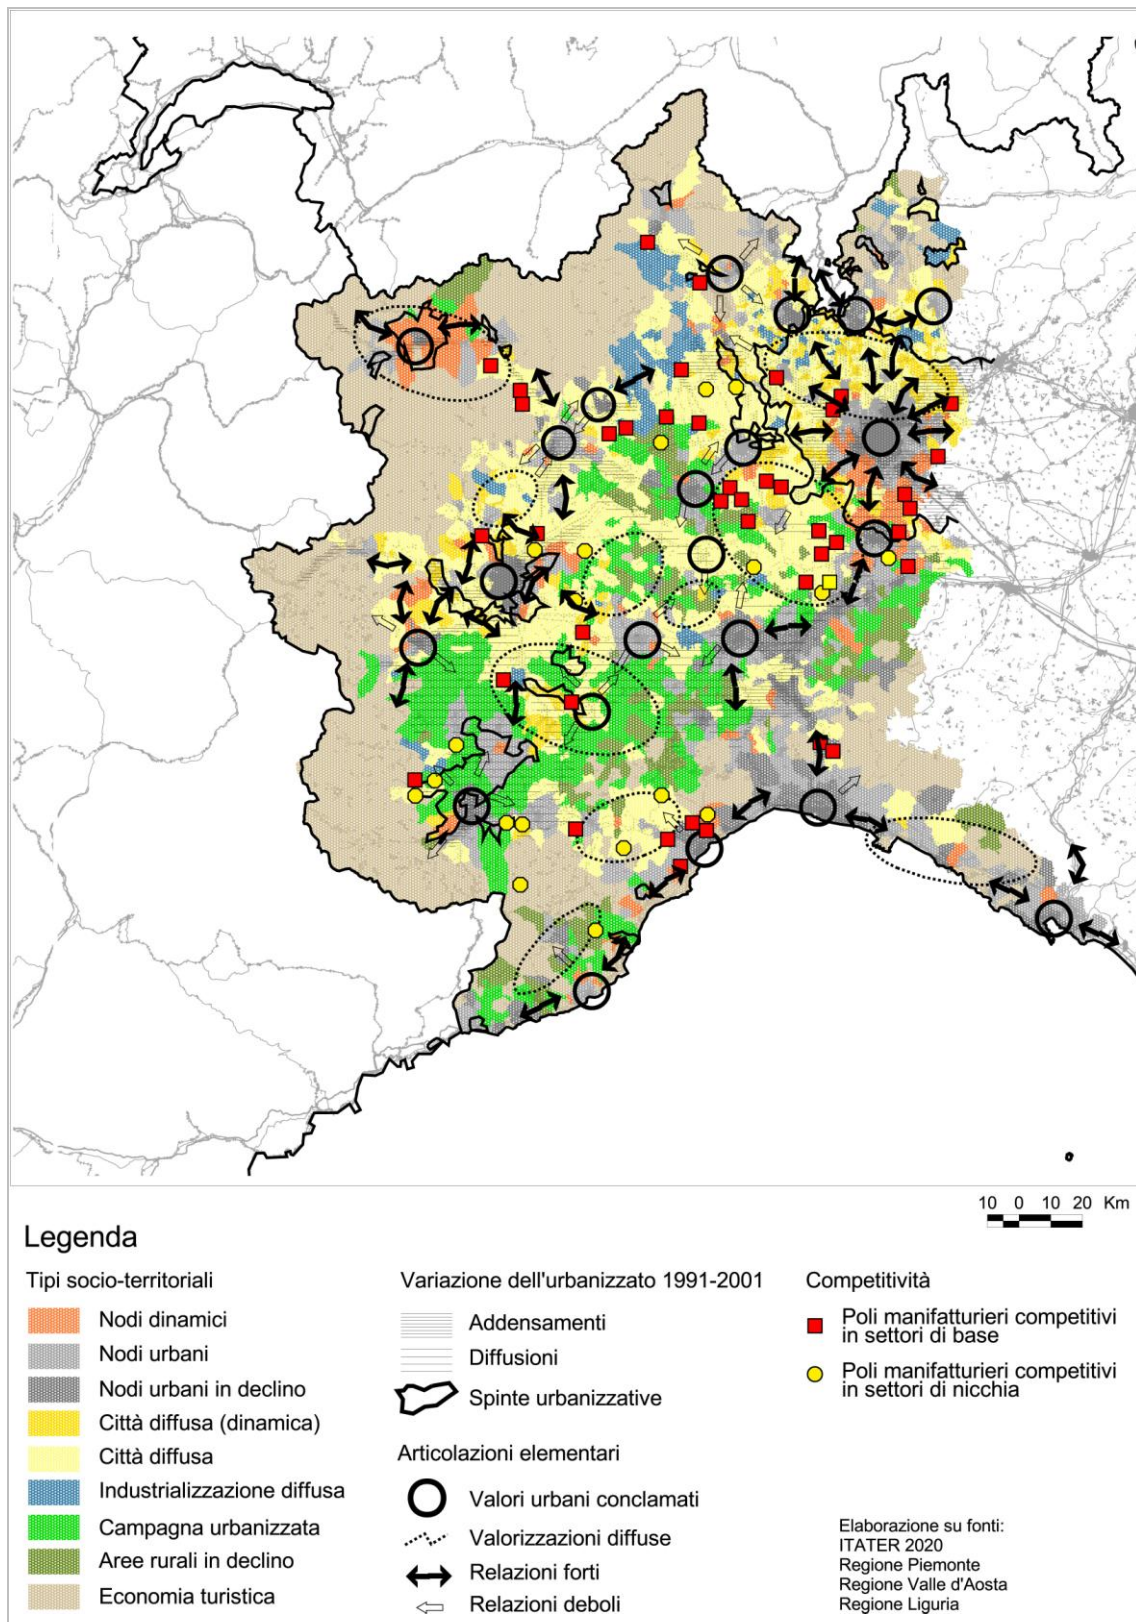 10 0 10 20 Km
Legenda
Tipi socio-territoriali
Nodi dinamici
Nodi urbani
Nodi urbani in declino
Città diffusa (dinamica)
Città diffusa
Industrializzazione diffusa
Campagna urbanizzata
Aree rurali in declino
Economia turistica
Variazione dell'urbanizzato 1991-2001
Addensamenti
Diffusioni
Spinte urbanizzative
Articolazioni elementari
Valori urbani conclamati
Valorizzazioni diffuse
Relazioni forti
Relazioni deboli
Competitività
Poli manifatturieri competitivi
in settori di base
Poli manifatturieri competitivi
in settori di nicchia
Elaborazione su fonti:
ITATER 2020
Regione Piemonte
Regione Valle d'Aosta
Regione Liguria